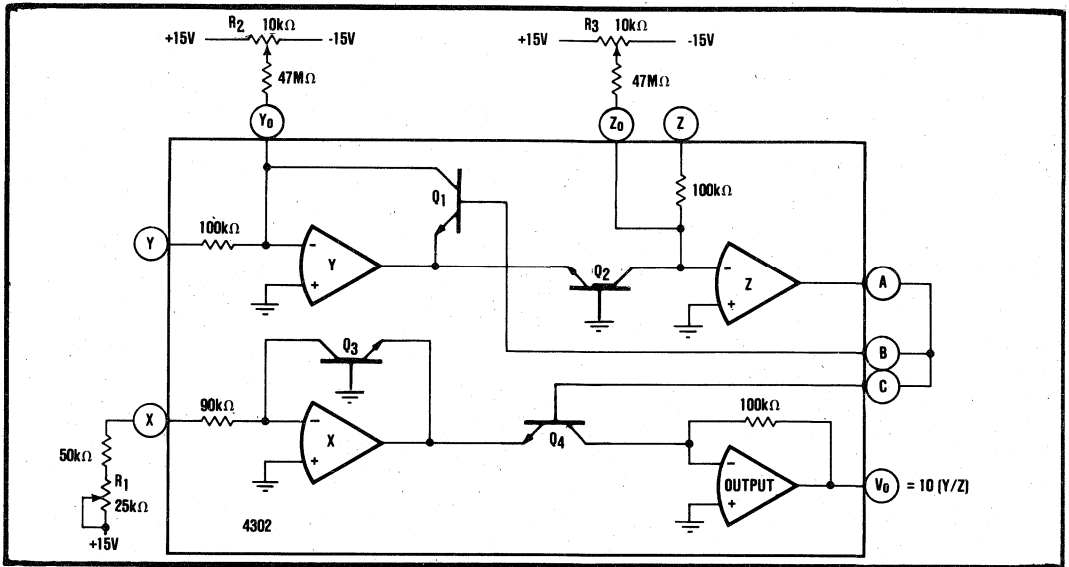 R2 10kΩ
+15V -15V
47MΩ
Y0
R3 10kΩ
+15V -15V
47MΩ
Z0 Z
100kΩ
Q1
Y 100kΩ
- Y +
Q2
- Z +
A
B
C
Q3
X 90kΩ
- X +
Q4
100kΩ
- OUTPUT +
V0 = 10 (Y/Z)
50kΩ
R1
25kΩ
+15V
4302